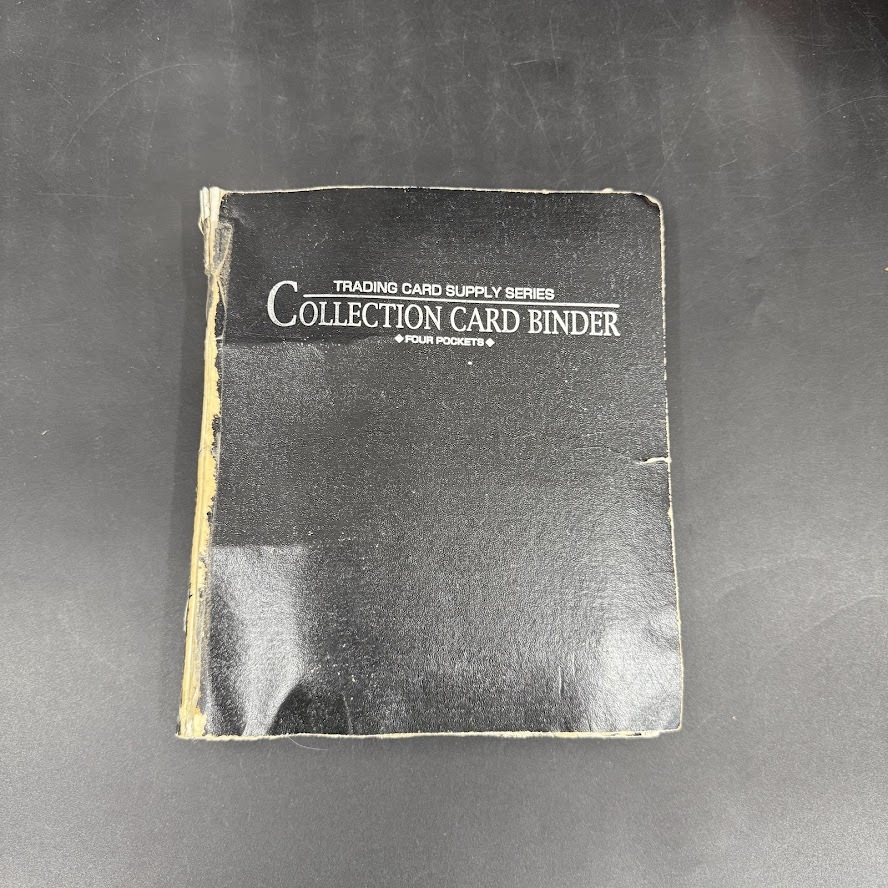 TRADING CARD SUPPLY SERIES
COLLECTION CARD BINDER
◆FOUR POCKETS◆